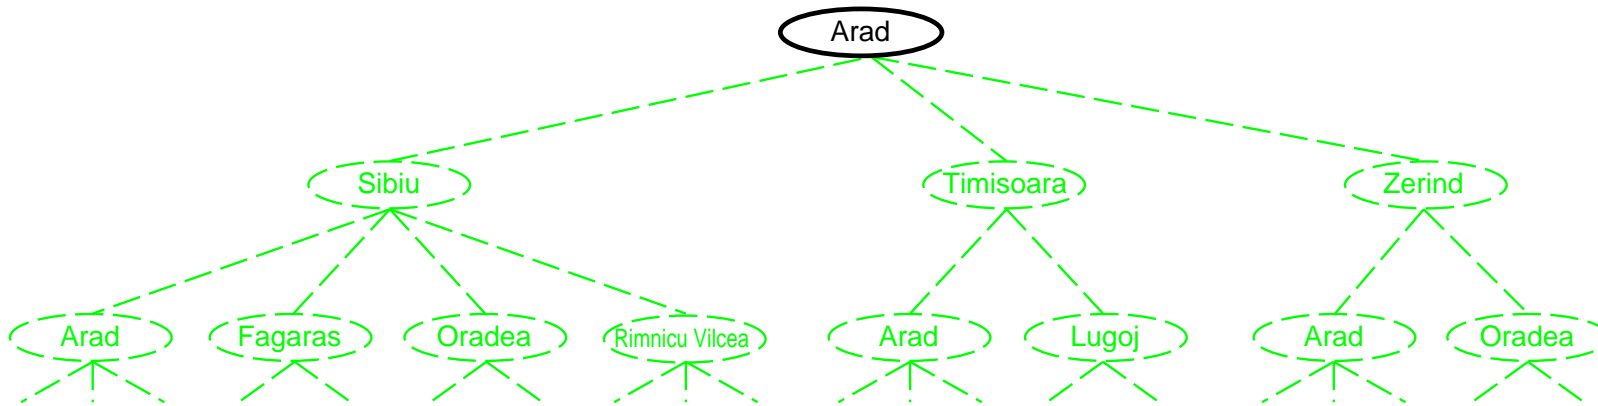 Arad
Sibiu
Timisoara
Zerind
Arad
Fagaras
Oradea
Rimnicu Vilcea
Arad
Lugoj
Arad
Oradea